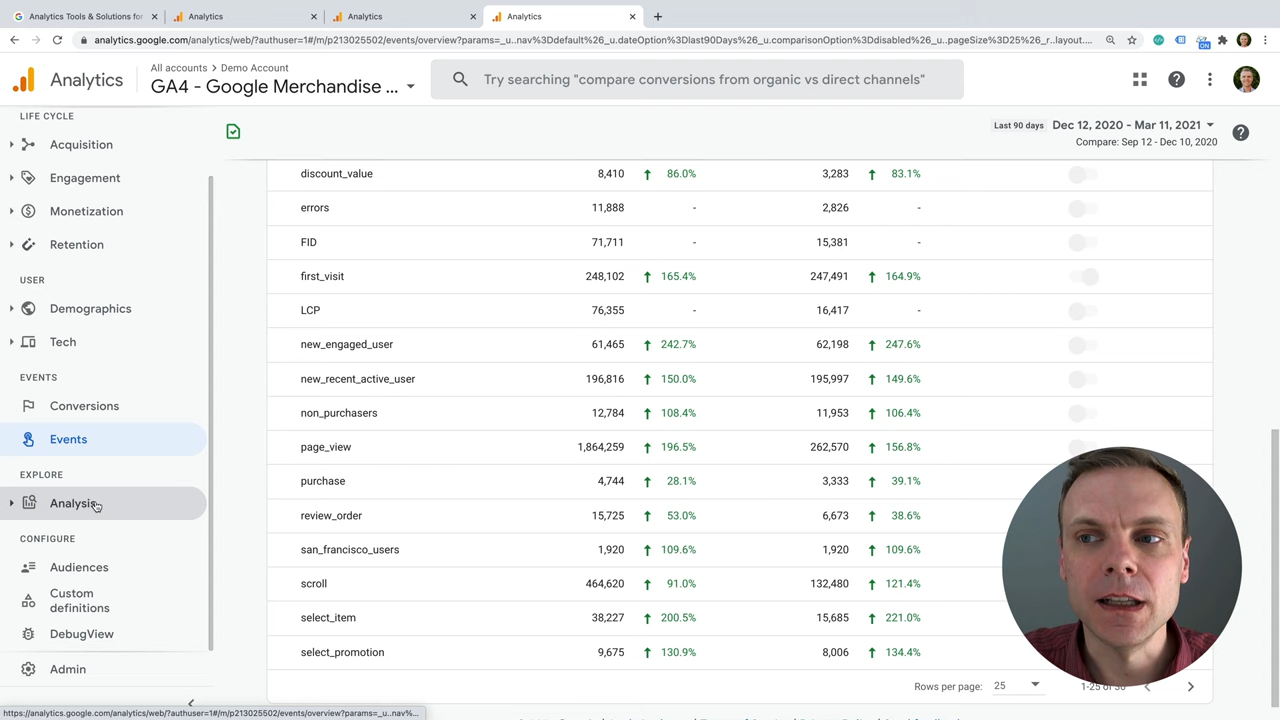 Analytics Tools & Solutions for
Analytics
Analytics
Analytics
analytics.google.com/analytics/web/?authuser=1#/m/p213025502/events/overview?params=_u..nav%3Ddefault%26_u.dateOption%3Dlast90Days%26_u.comparisonOption%3Ddisabled%26_u..pageSize%3D25%26_r..layout....
ON
Analytics
All accounts > Demo Account
GA4 - Google Merchandise ...
Try searching "compare conversions from organic vs direct channels"
LIFE CYCLE
Acquisition
Engagement
Monetization
Retention
USER
Demographics
Tech
EVENTS
Conversions
Events
EXPLORE
Analysis
CONFIGURE
Audiences
Custom
definitions
DebugView
Admin
Last 90 days Dec 12, 2020 - Mar 11, 2021
Compare: Sep 12 - Dec 10, 2020
discount_value 8,410 86.0% 3,283 83.1%
errors 11,888 - 2,826 -
FID 71,711 - 15,381 -
first_visit 248,102 165.4% 247,491 164.9%
LCP 76,355 - 16,417 -
new_engaged_user 61,465 242.7% 62,198 247.6%
new_recent_active_user 196,816 150.0% 195,997 149.6%
non_purchasers 12,784 108.4% 11,953 106.4%
page_view 1,864,259 196.5% 262,570 156.8%
purchase 4,744 28.1% 3,333 39.1%
review_order 15,725 53.0% 6,673 38.6%
san_francisco_users 1,920 109.6% 1,920 109.6%
scroll 464,620 91.0% 132,480 121.4%
select_item 38,227 200.5% 15,685 221.0%
select_promotion 9,675 130.9% 8,006 134.4%
Rows per page: 25 1-25 of
https://analytics.google.com/analytics/web/?authuser=1#/m/p213025502/events/overview?params=_u..nav%...